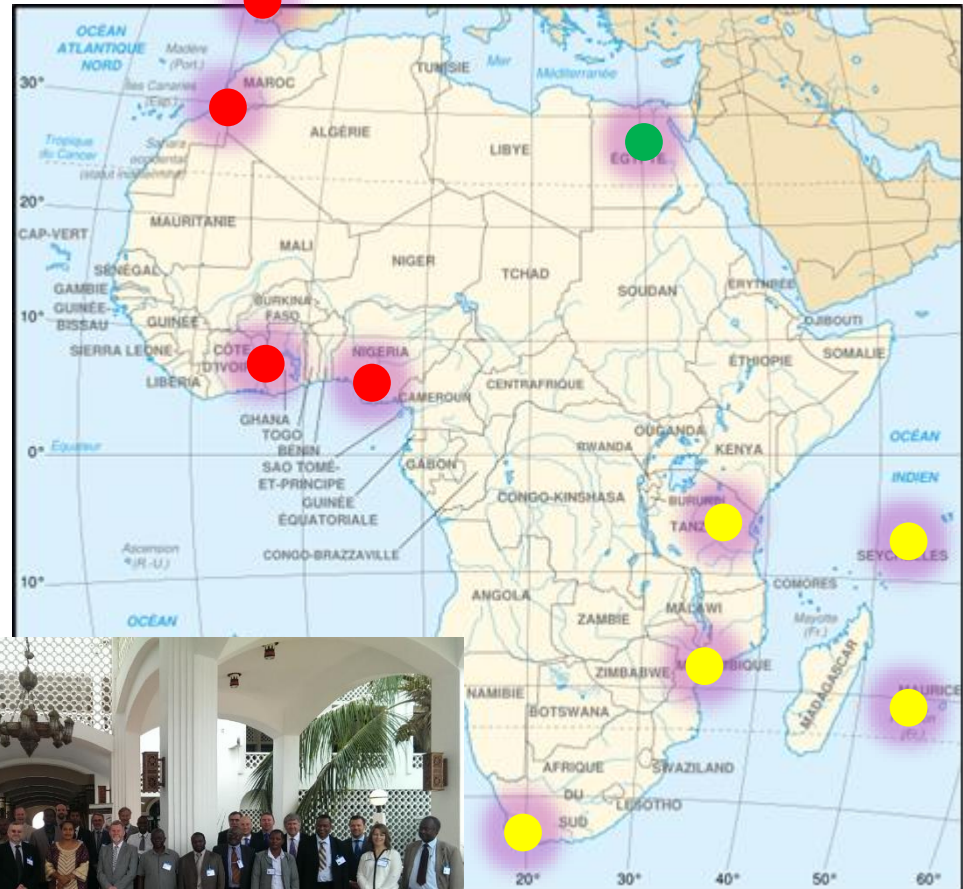 OCÉAN
ATLANTIQUE
NORD
Madère
(Port.)
Îles Canaries
(Esp.)
30°
MAROC
TUNISIE
Mer
Méditerranée
ALGÉRIE
LIBYE
ÉGYPTE
Tropique
du Cancer
Sahara
occidental
(statut indéterminé)
20°
MAURITANIE
CAP-VERT
MALI
NIGER
TCHAD
SOUDAN
ÉRYTHRÉE
SÉNÉGAL
GAMBIE
GUINÉE-
BISSAU
GUINÉE
BURKINA
FASO
10°
DJIBOUTI
SIERRA LEONE
CÔTE
NIGERIA
ÉTHIOPIE
SOMALIE
LIBÉRIA
CENTRAFRIQUE
CAMEROUN
GHANA
TOGO
BÉNIN
SAO TOMÉ-
ET-PRINCIPE
GUINÉE
ÉQUATORIALE
CONGO-BRAZZAVILLE
OUGANDA
RWANDA
KENYA
0°
Équateur
GABON
OCÉAN
INDIEN
CONGO-KINSHASA
BURUNDI
Ascension
(R.-U.)
10°
COMORES
ANGOLA
MALAWI
ZAMBIE
Mayotte
(Fr.)
OCÉAN
ZIMBABWE
MADAGASCAR
MAURICE
NAMIBIE
BOTSWANA
AFRIQUE
DU
SUD
SWAZILAND
LESOTHO
20°
30°
40°
50°
60°